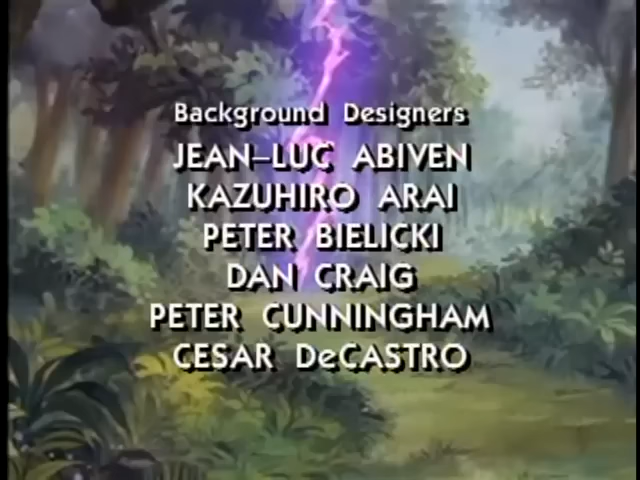 Background Designers
JEAN-LUC ABIVEN
KAZUHIRO ARAI
PETER BIELICKI
DAN CRAIG
PETER CUNNINGHAM
CESAR DeCASTRO